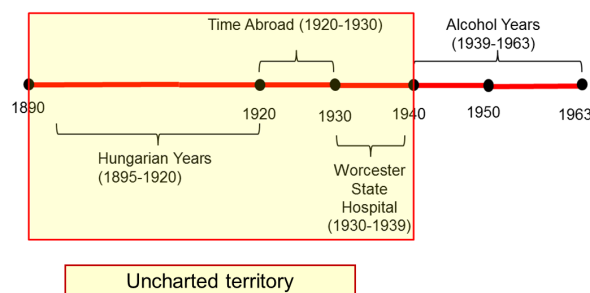 Time Abroad (1920-1930)
Alcohol Years
(1939-1963)
1890
1920
1930
1940
1950
1963
Hungarian Years
(1895-1920)
Worcester
State
Hospital
(1930-1939)
Uncharted territory